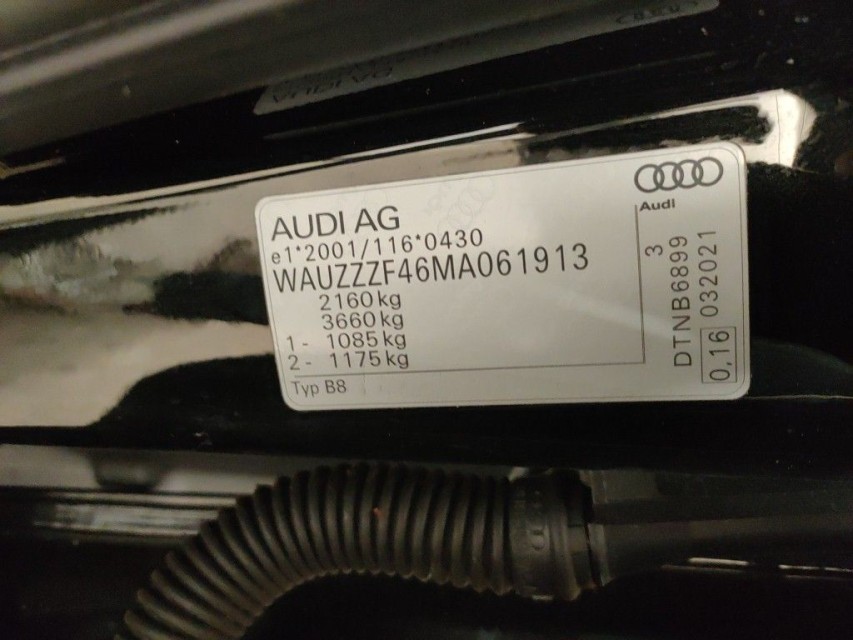 AUDI AG
e1*2001/116*0430
WAUZZZF46MA061913
2160 kg
3660 kg
1 - 1085 kg
2 - 1175 kg
Typ B8
Audi
3
DTNB6899
0,16 032021